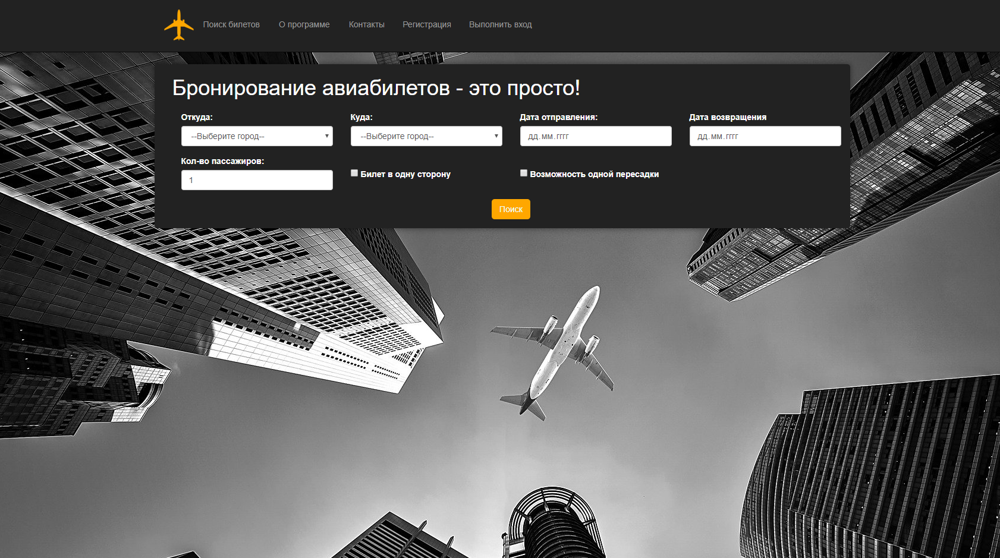 Поиск билетов О программе Контакты Регистрация Выполнить вход
Бронирование авиабилетов - это просто!
Откуда: Куда: Дата отправления: Дата возвращения
--Выберите город-- --Выберите город-- дд.мм.гггг дд.мм.гггг
Кол-во пассажиров:
1 Билет в одну сторону Возможность одной пересадки
Поиск